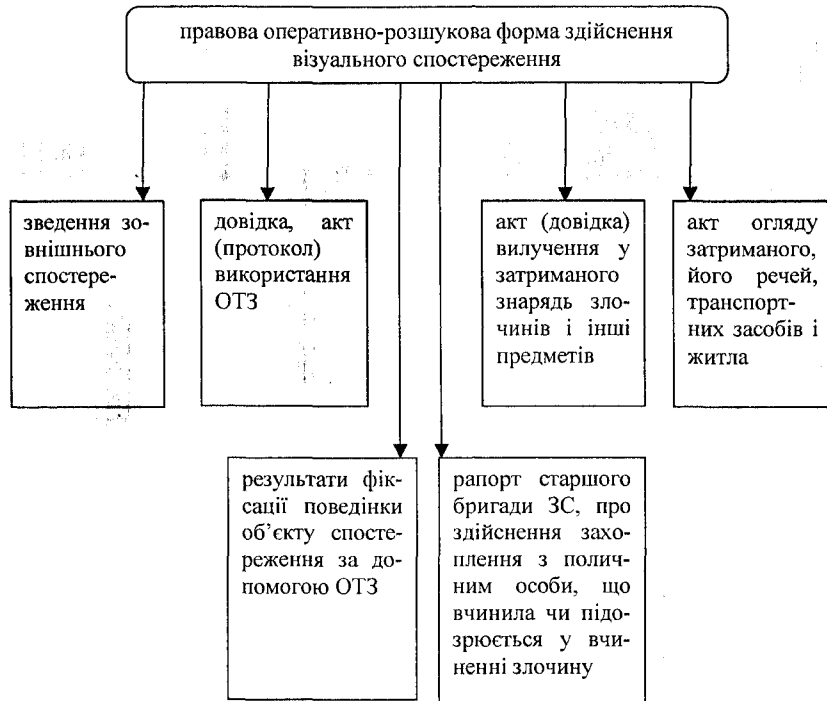 правова оперативно-розшукова форма здійснення
візуального спостереження
зведення зо-
внішнього
спостере-
ження
довідка, акт
(протокол)
використання
ОТЗ
акт (довідка)
вилучення у
затриманого
знарядь зло-
чинів і інші
предметів
акт огляду
затриманого,
його речей,
транспорт-
них засобів і
житла
результати фік-
сації поведінки
об’єкту спосте-
реження за до-
помогою ОТЗ
рапорт старшого
бригади ЗС, про
здійснення захо-
плення з полич-
ним особи, що
вчинила чи підо-
зрюється у вчи-
ненні злочину